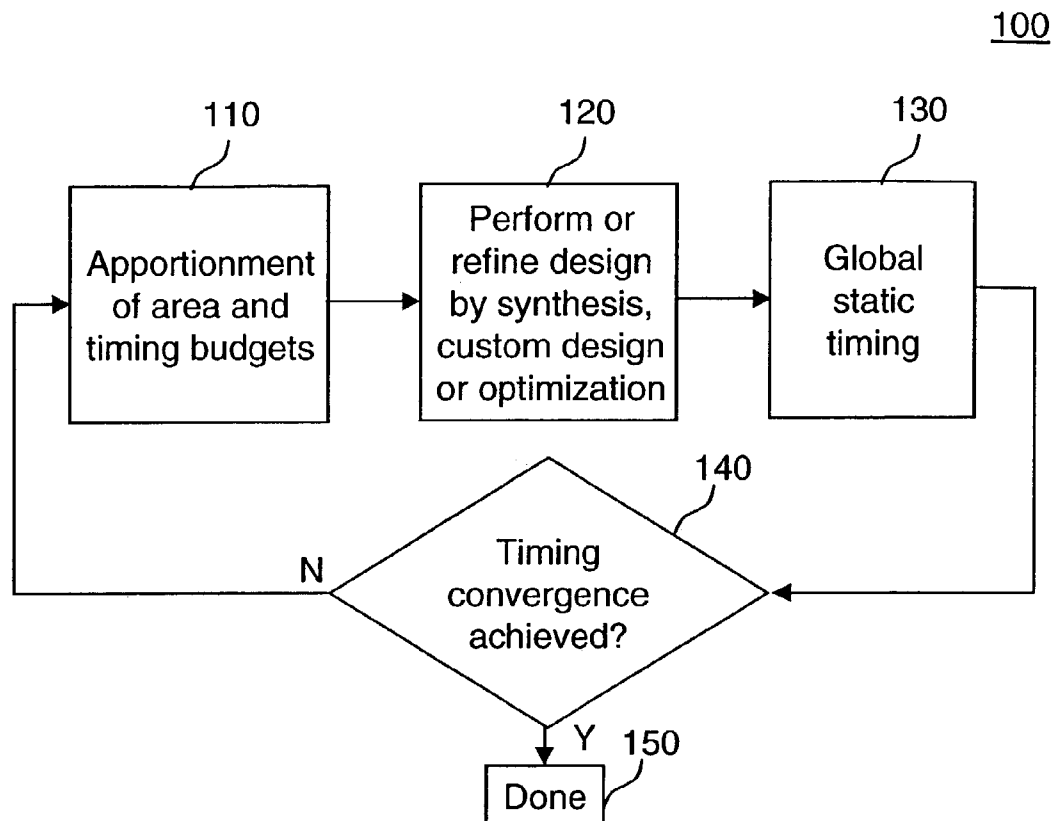 100
110
120
130
Apportionment
of area and
timing budgets
Perform or
refine design
by synthesis,
custom design
or optimization
Global
static
timing
140
N
Timing
convergence
achieved?
Y
150
Done